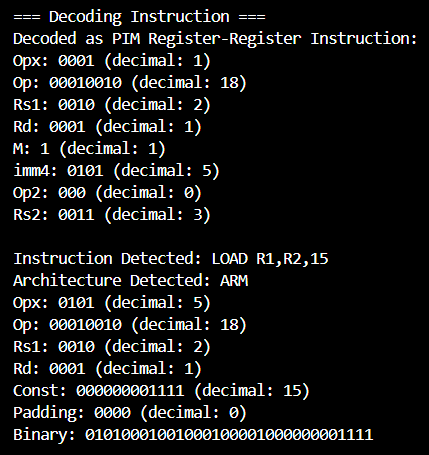 === Decoding Instruction ===
Decoded as PIM Register-Register Instruction:
Opx: 0001 (decimal: 1)
Op: 00010010 (decimal: 18)
Rs1: 0010 (decimal: 2)
Rd: 0001 (decimal: 1)
M: 1 (decimal: 1)
imm4: 0101 (decimal: 5)
Op2: 000 (decimal: 0)
Rs2: 0011 (decimal: 3)
Instruction Detected: LOAD R1,R2,15
Architecture Detected: ARM
Opx: 0101 (decimal: 5)
Op: 00010010 (decimal: 18)
Rs1: 0010 (decimal: 2)
Rd: 0001 (decimal: 1)
Const: 000000001111 (decimal: 15)
Padding: 0000 (decimal: 0)
Binary: 01010001001000100001000000001111